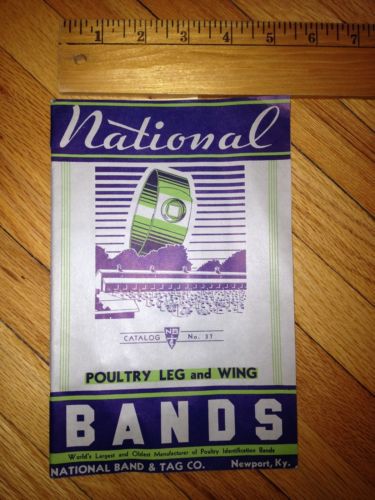 1 2 3 4 5 6 7
National
CATALOG NB No. 37
POULTRY LEG and WING
BANDS
World's Largest and Oldest Manufacturer of Poultry Identification Bands
NATIONAL BAND & TAG CO. Newport, Ky.